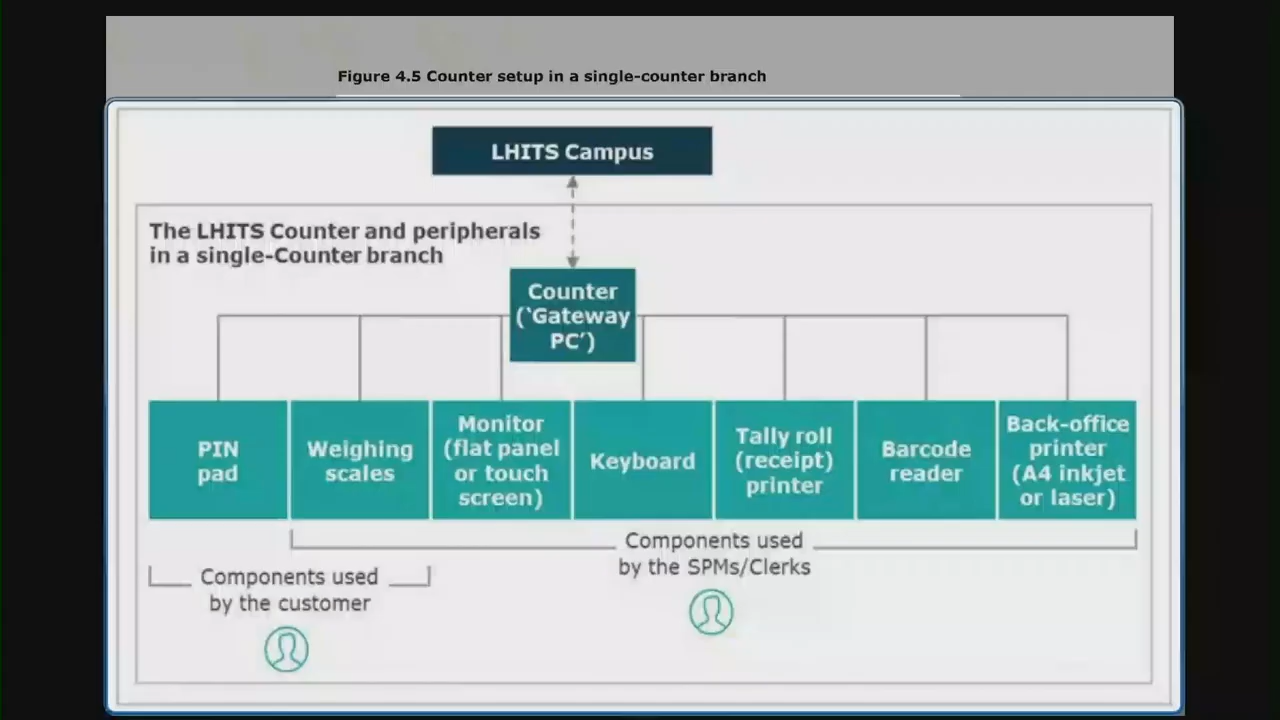 Figure 4.5 Counter setup in a single-counter branch
LHITS Campus
The LHITS Counter and peripherals
in a single-Counter branch
Counter
(‘Gateway
PC’)
PIN
pad
Weighing
scales
Monitor
(flat panel
or touch
screen)
Keyboard
Tally roll
(receipt)
printer
Barcode
reader
Back-office
printer
(A4 inkjet
or laser)
Components used
by the SPMs/Clerks
Components used
by the customer